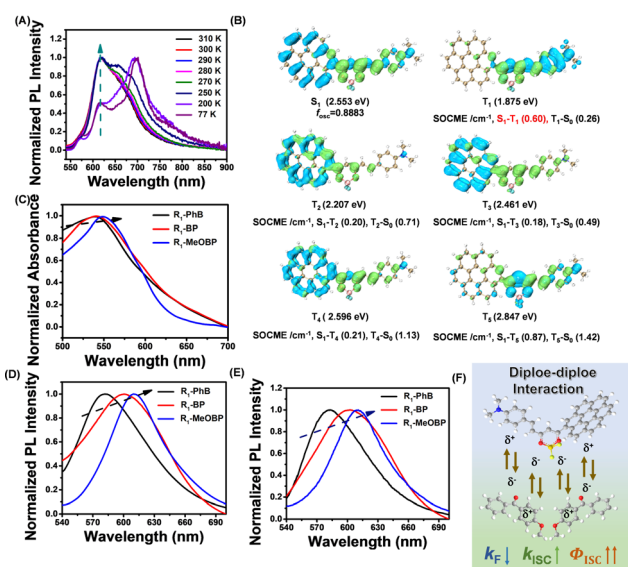 (A)
Normalized PL Intensity
1.0
0.8
0.6
0.4
0.2
0.0
310 K
300 K
290 K
280 K
270 K
250 K
200 K
77 K
550 600 650 700 750 800 850 900
Wavelength (nm)
(B)
S1 (2.553 eV)
fosc=0.8883
T1 (1.875 eV)
SOCME /cm-1, S1-T1 (0.60), T1-S0 (0.26)
T2 (2.207 eV)
SOCME /cm-1, S1-T2 (0.20), T2-S0 (0.71)
T3 (2.461 eV)
SOCME /cm-1, S1-T3 (0.18), T3-S0 (0.49)
T4 ( 2.596 eV)
SOCME /cm-1, S1-T4 (0.21), T4-S0 (1.13)
T5 (2.847 eV)
SOCME /cm-1, S1-T5 (0.87), T5-S0 (1.42)
(C)
Normalized Absorbance
1.0
0.8
0.6
0.4
0.2
0.0
R1-PhB
R1-BP
R1-MeOBP
500 550 600 650 700
Wavelength (nm)
(D)
Normalized PL Intensity
1.0
0.8
0.6
0.4
0.2
0.0
R1-PhB
R1-BP
R1-MeOBP
540 570 600 630 660 690
Wavelength (nm)
(E)
Normalized PL Intensity
1.0
0.8
0.6
0.4
0.2
0.0
R1-PhB
R1-BP
R1-MeOBP
540 570 600 630 660 690
Wavelength (nm)
(F)
Diploe-diploe
Interaction
δ+ δ- δ- δ+
δ- δ+ δ+ δ-
kF↓ kISC↑ ΦISC↑↑